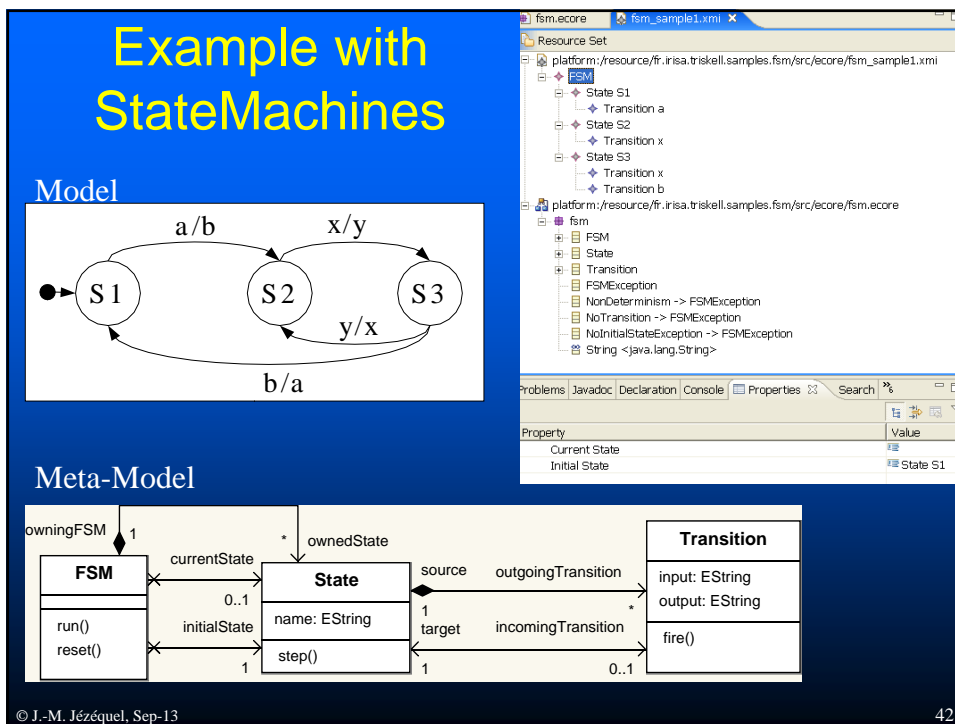 Example with
StateMachines
Model
a/b
x/y
S1
S2
S3
y/x
b/a
fsm.ecore
fsm_sample1.xmi
Resource Set
platform:/resource/fr.irisa.triskell.samples.fsm/src/ecore/fsm_sample1.xmi
FSM
State S1
Transition a
State S2
Transition x
State S3
Transition x
Transition b
platform:/resource/fr.irisa.triskell.samples.fsm/src/ecore/fsm.ecore
fsm
FSM
State
Transition
FSMException
NonDeterminism -> FSMException
NoTransition -> FSMException
NoInitialStateException -> FSMException
String <java.lang.String>
Problems Javadoc Declaration Console Properties Search
Property Value
Current State
Initial State State S1
Meta-Model
owningFSM 1
* ownedState
FSM
run()
reset()
currentState
0..1
initialState
1
State
name: EString
step()
source outgoingTransition
1 *
target incomingTransition
1 0..1
Transition
input: EString
output: EString
fire()
© J.-M. Jézéquel, Sep-13 42